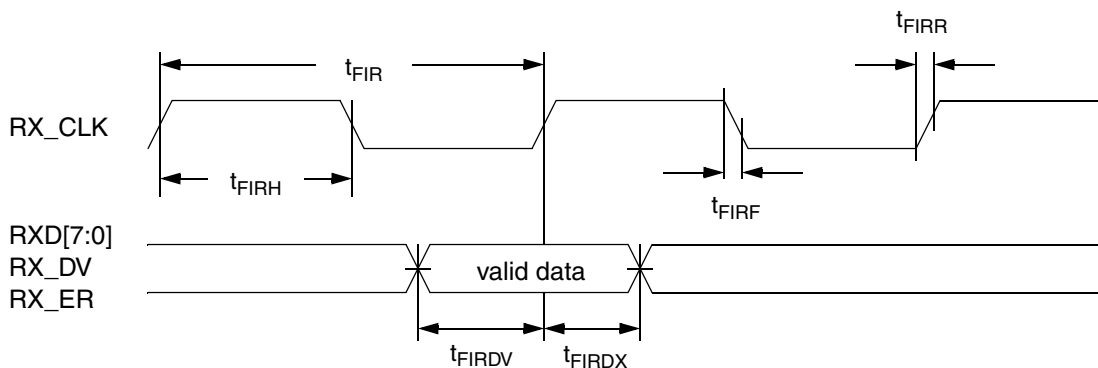 tFIRR
tFIR
RX_CLK
tFIRH
tFIRF
RXD[7:0]
RX_DV
valid data
RX_ER
tFIRDV
tFIRDX